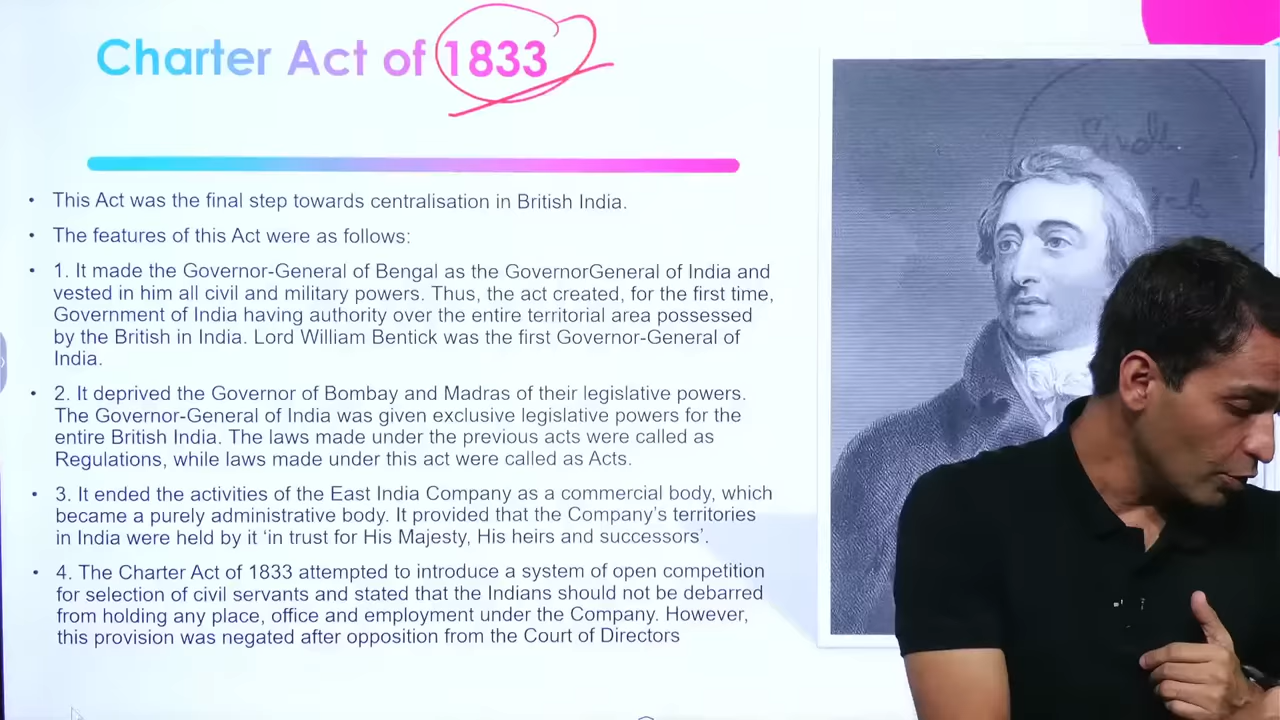 Charter Act of 1833
• This Act was the final step towards centralisation in British India.
• The features of this Act were as follows:
• 1. It made the Governor-General of Bengal as the GovernorGeneral of India and
vested in him all civil and military powers. Thus, the act created, for the first time,
Government of India having authority over the entire territorial area possessed
by the British in India. Lord William Bentick was the first Governor-General of
India.
• 2. It deprived the Governor of Bombay and Madras of their legislative powers.
The Governor-General of India was given exclusive legislative powers for the
entire British India. The laws made under the previous acts were called as
Regulations, while laws made under this act were called as Acts.
• 3. It ended the activities of the East India Company as a commercial body, which
became a purely administrative body. It provided that the Company’s territories
in India were held by it ‘in trust for His Majesty, His heirs and successors’.
• 4. The Charter Act of 1833 attempted to introduce a system of open competition
for selection of civil servants and stated that the Indians should not be debarred
from holding any place, office and employment under the Company. However,
this provision was negated after opposition from the Court of Directors